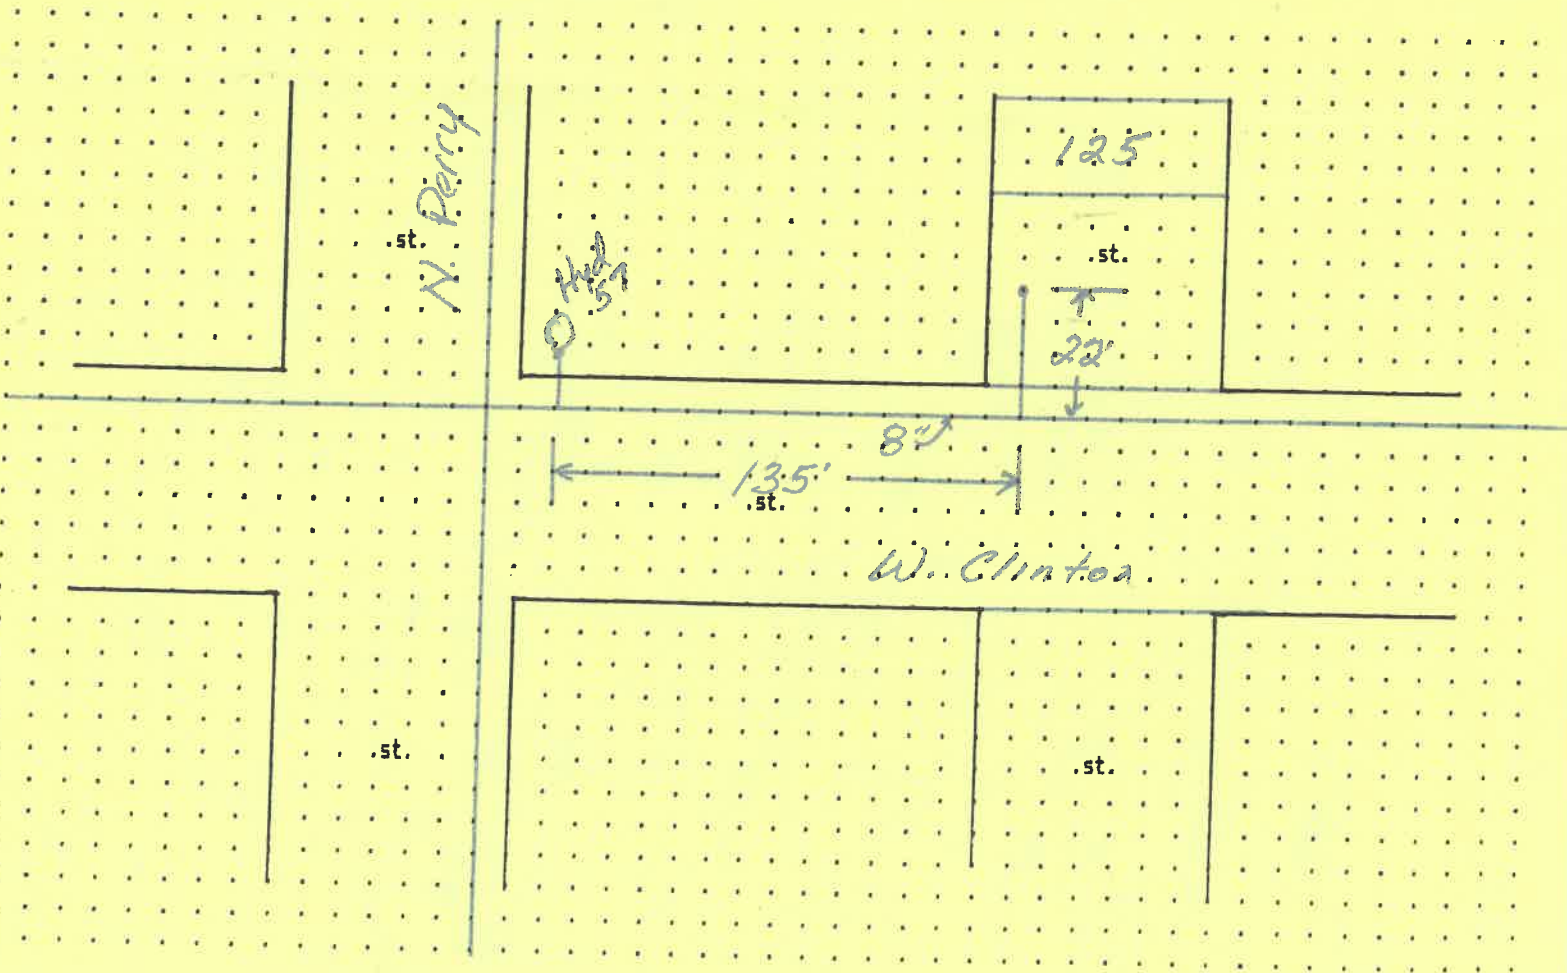 N. Perry
125
.st.
.st.
Hyd
57
22'
8"
135'
.st.
W. Clinton
.st.
.st.